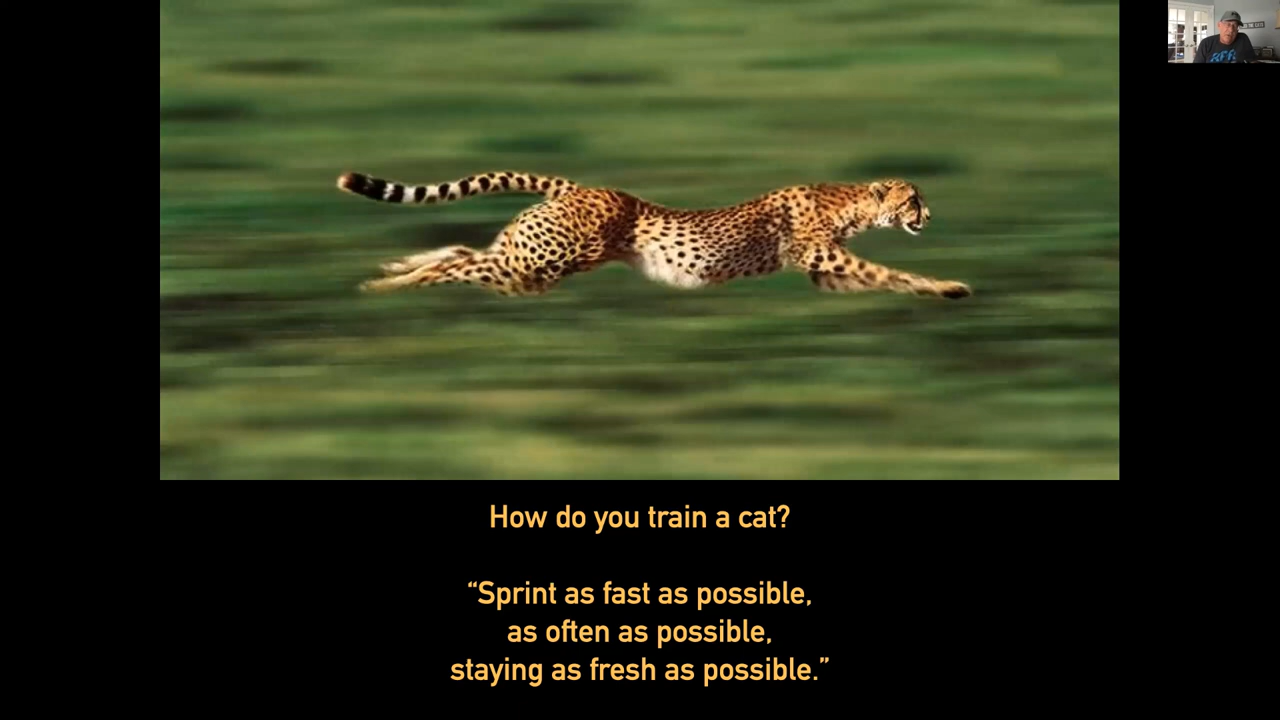 How do you train a cat?
“Sprint as fast as possible,
as often as possible,
staying as fresh as possible.”